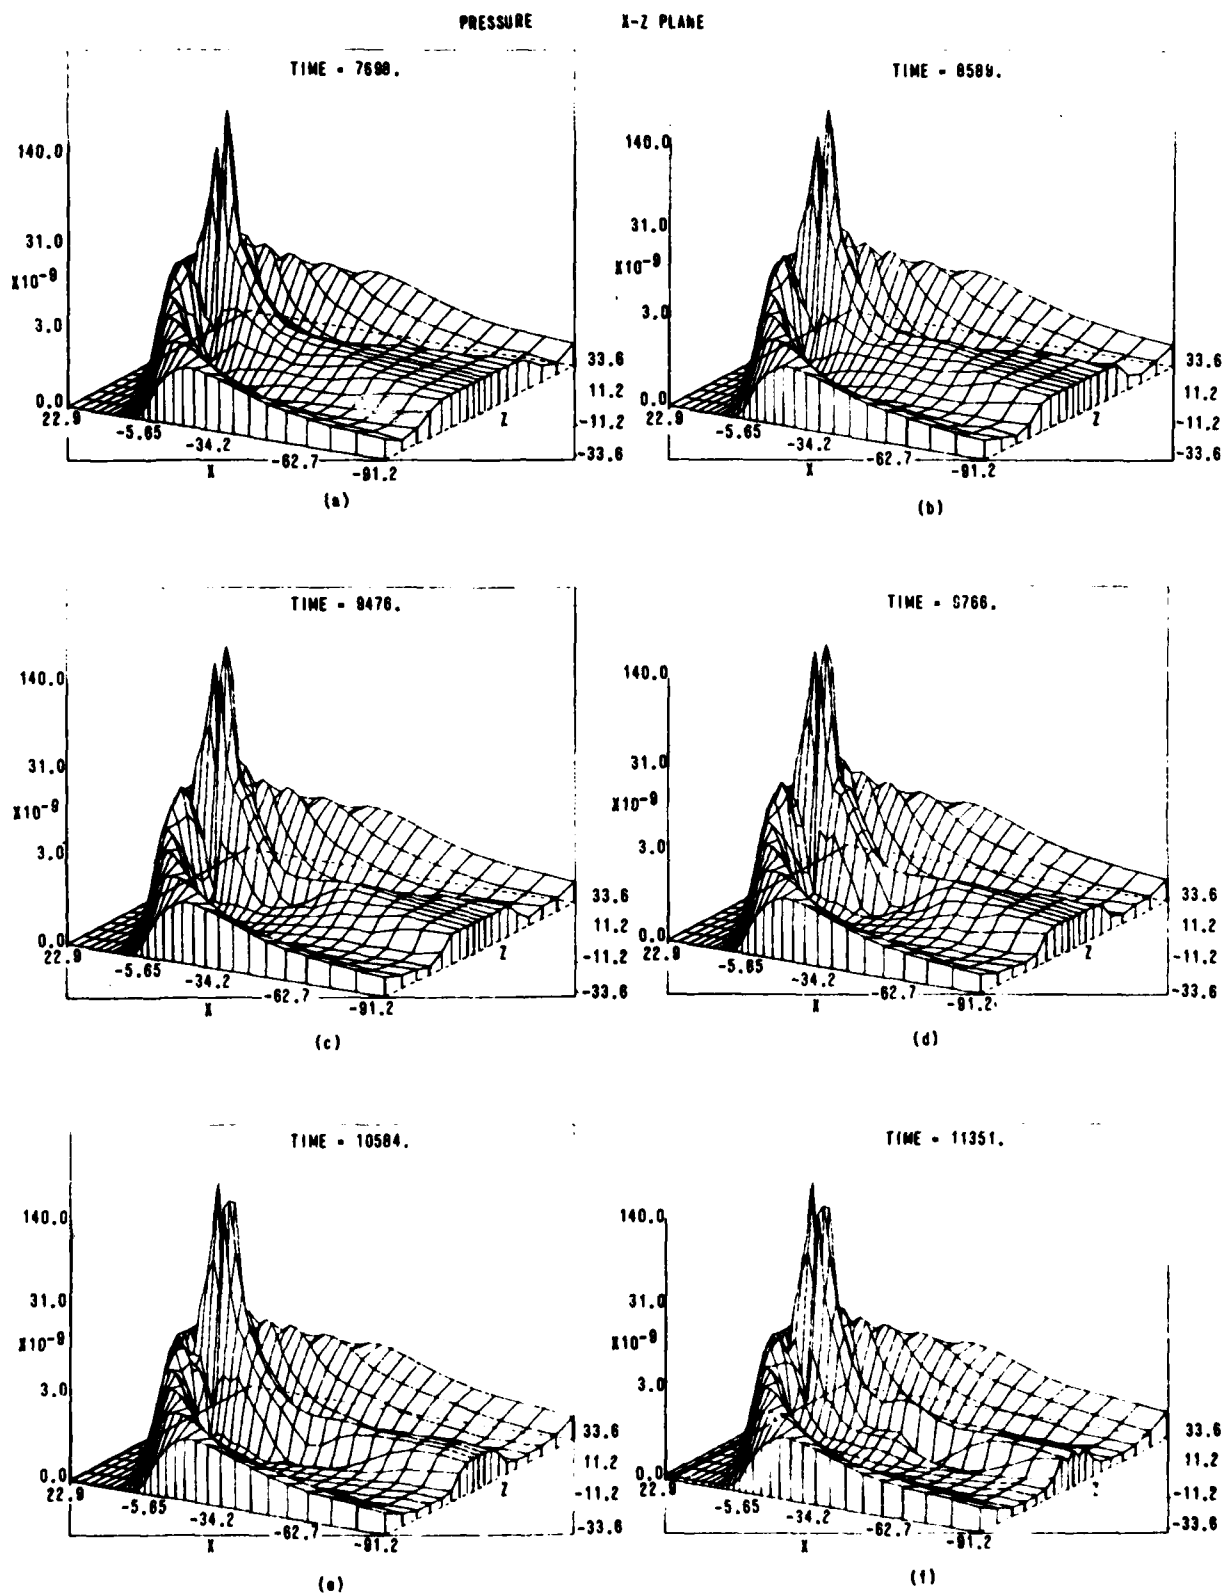 PRESSURE X-Z PLANE
TIME = 7698.
140.0
31.0
X10-9
3.0
0.0
22.9
-5.65
-34.2
-62.7
-91.2
X
33.6
11.2
-11.2
-33.6
Z
(a)
TIME = 8589.
140.0
31.0
X10-9
3.0
0.0
22.9
-5.65
-34.2
-62.7
-91.2
X
33.6
11.2
-11.2
-33.6
Z
(b)
TIME = 9476.
140.0
31.0
X10-9
3.0
0.0
22.9
-5.65
-34.2
-62.7
-91.2
X
33.6
11.2
-11.2
-33.6
Z
(c)
TIME = 9766.
140.0
31.0
X10-9
3.0
0.0
22.9
-5.65
-34.2
-62.7
-91.2
X
33.6
11.2
-11.2
-33.6
Z
(d)
TIME = 10584.
140.0
31.0
X10-9
3.0
0.0
22.9
-5.65
-34.2
-62.7
-91.2
X
33.6
11.2
-11.2
-33.6
Z
(e)
TIME = 11351.
140.0
31.0
X10-9
3.0
0.0
22.9
-5.65
-34.2
-62.7
-91.2
X
33.6
11.2
-11.2
-33.6
Z
(f)